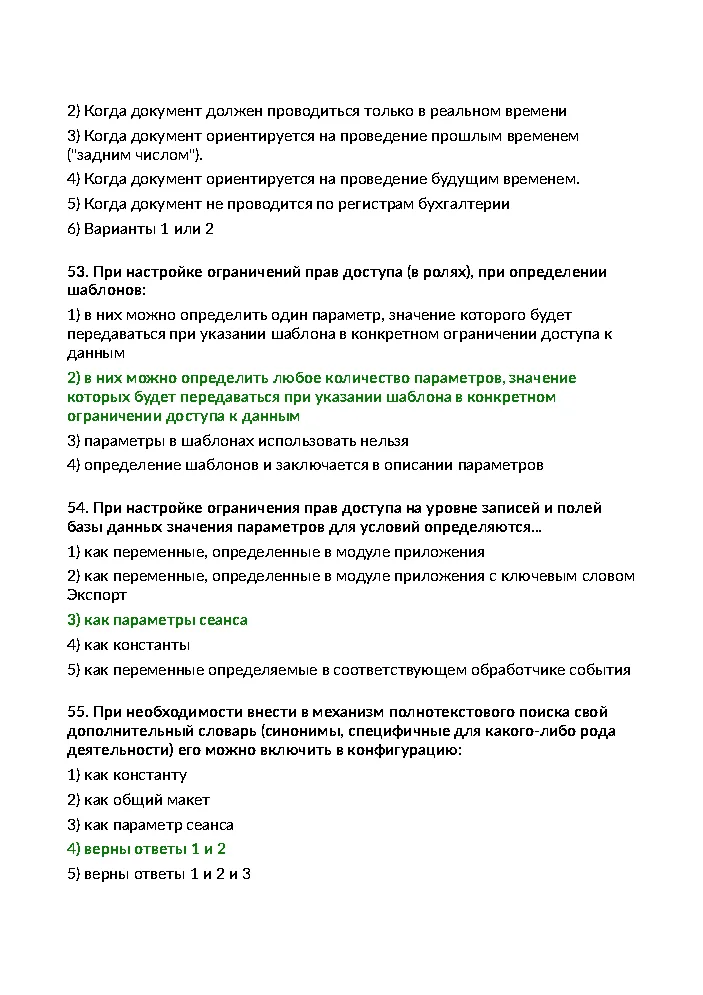 2) Когда документ должен проводиться только в реальном времени
3) Когда документ ориентируется на проведение прошлым временем
("задним числом").
4) Когда документ ориентируется на проведение будущим временем.
5) Когда документ не проводится по регистрам бухгалтерии
6) Варианты 1 или 2
53. При настройке ограничений прав доступа (в ролях), при определении
шаблонов:
1) в них можно определить один параметр, значение которого будет
передаваться при указании шаблона в конкретном ограничении доступа к
данным
2) в них можно определить любое количество параметров, значение
которых будет передаваться при указании шаблона в конкретном
ограничении доступа к данным
3) параметры в шаблонах использовать нельзя
4) определение шаблонов и заключается в описании параметров
54. При настройке ограничения прав доступа на уровне записей и полей
базы данных значения параметров для условий определяются...
1) как переменные, определенные в модуле приложения
2) как переменные, определенные в модуле приложения с ключевым словом
Экспорт
3) как параметры сеанса
4) как константы
5) как переменные определяемые в соответствующем обработчике события
55. При необходимости внести в механизм полнотекстового поиска свой
дополнительный словарь (синонимы, специфичные для какого-либо рода
деятельности) его можно включить в конфигурацию:
1) как константу
2) как общий макет
3) как параметр сеанса
4) верны ответы 1 и 2
5) верны ответы 1 и 2 и 3